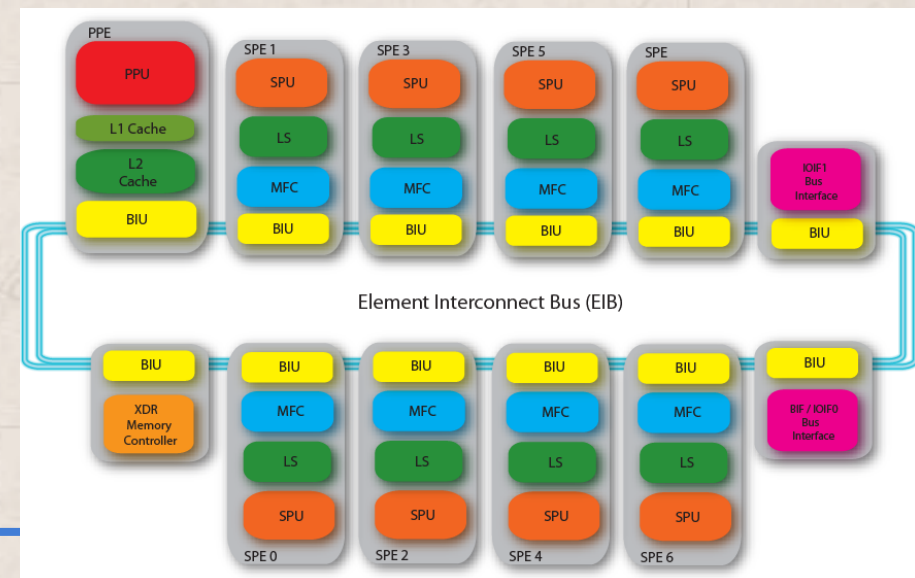 PPE
PPU
L1 Cache
L2
Cache
BIU
SPE 1
SPU
LS
MFC
BIU
SPE 3
SPU
LS
MFC
BIU
SPE 5
SPU
LS
MFC
BIU
SPE
SPU
LS
MFC
BIU
IOIF1
Bus
Interface
BIU
Element Interconnect Bus (EIB)
BIU
XDR
Memory
Controller
BIU
MFC
LS
SPU
SPE 0
BIU
MFC
LS
SPU
SPE 2
BIU
MFC
LS
SPU
SPE 4
BIU
MFC
LS
SPU
SPE 6
BIU
BIF / IOIF0
Bus
Interface